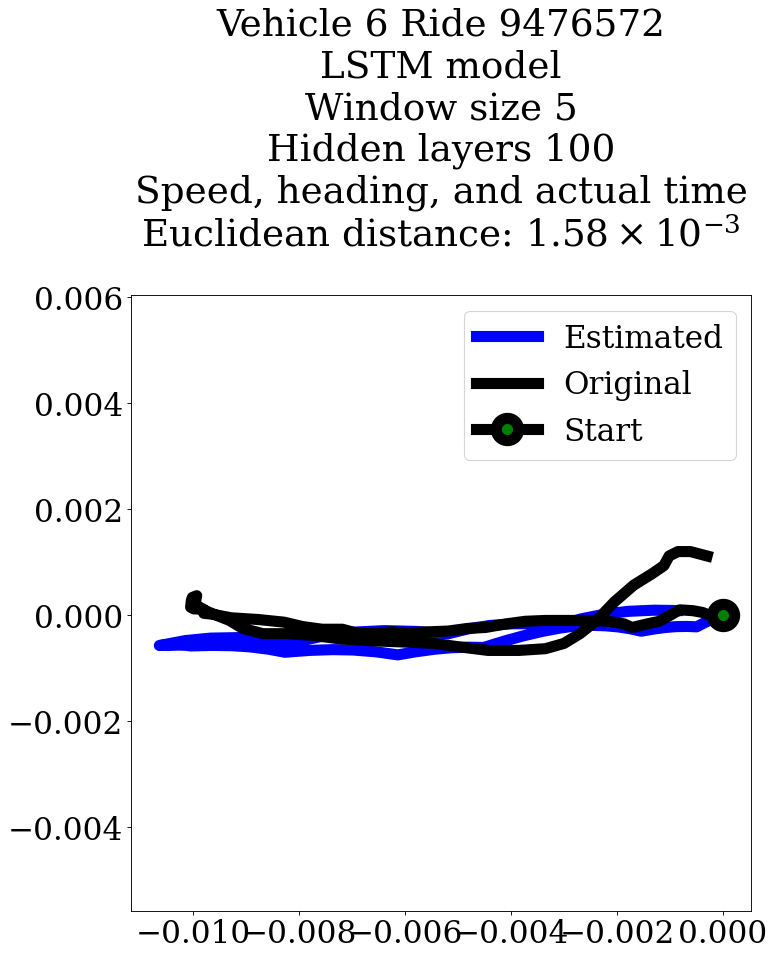 Vehicle 6 Ride 9476572
LSTM model
Window size 5
Hidden layers 100
Speed, heading, and actual time
Euclidean distance: 1.58 × 10⁻³
0.006
Estimated
0.004
Original
Start
0.002
0.000
−0.002
−0.004
−0.010 −0.008 −0.006 −0.004 −0.002 0.000